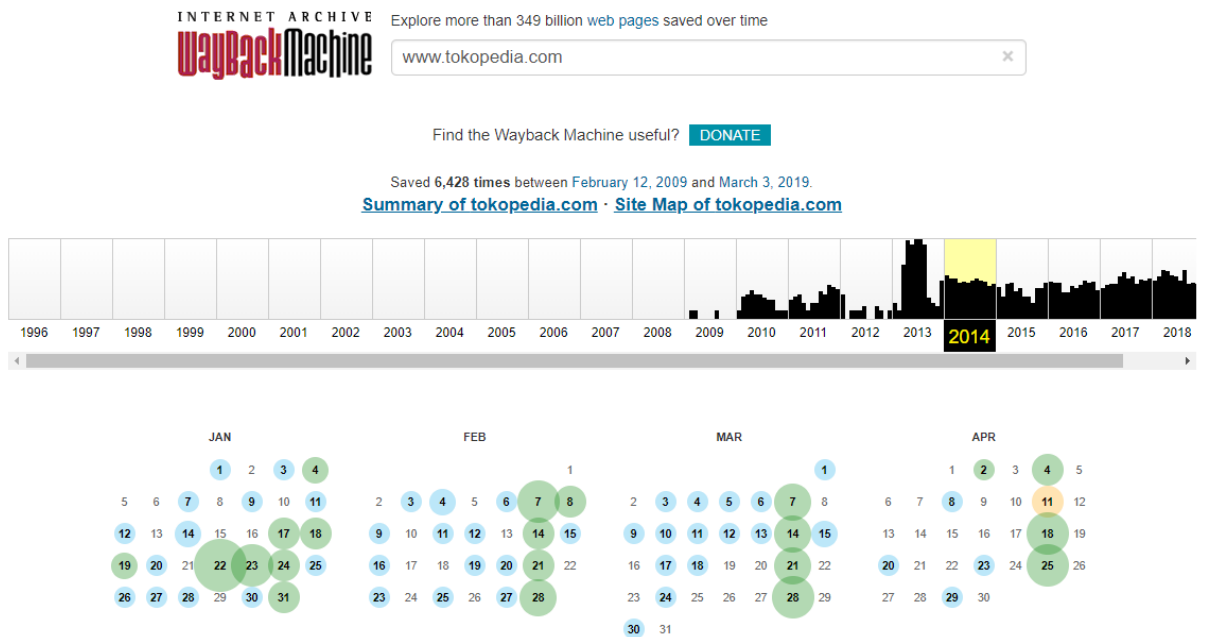 INTERNET ARCHIVE
WayBackMachine
Explore more than 349 billion web pages saved over time
www.tokopedia.com ×
Find the Wayback Machine useful? DONATE
Saved 6,428 times between February 12, 2009 and March 3, 2019.
Summary of tokopedia.com · Site Map of tokopedia.com
1996 1997 1998 1999 2000 2001 2002 2003 2004 2005 2006 2007 2008 2009 2010 2011 2012 2013 2014 2015 2016 2017 2018
JAN
1 2 3 4
5 6 7 8 9 10 11
12 13 14 15 16 17 18
19 20 21 22 23 24 25
26 27 28 29 30 31
FEB
1
2 3 4 5 6 7 8
9 10 11 12 13 14 15
16 17 18 19 20 21 22
23 24 25 26 27 28
MAR
1
2 3 4 5 6 7 8
9 10 11 12 13 14 15
16 17 18 19 20 21 22
23 24 25 26 27 28 29
30 31
APR
1 2 3 4 5
6 7 8 9 10 11 12
13 14 15 16 17 18 19
20 21 22 23 24 25 26
27 28 29 30